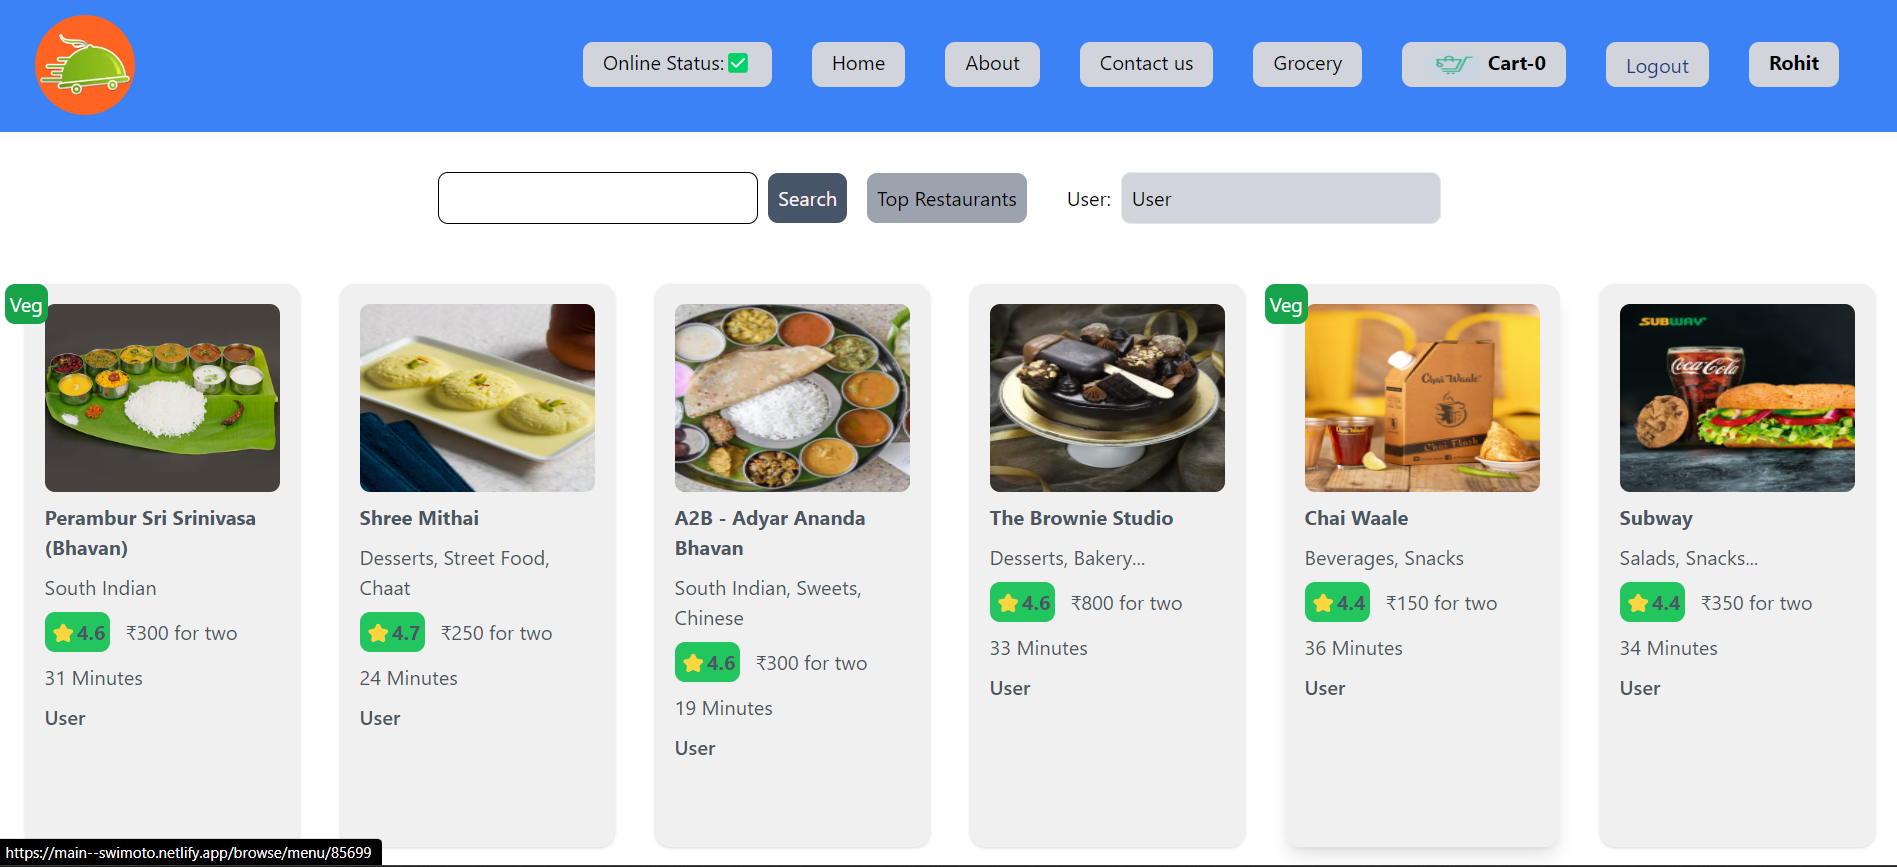 Online Status:✅
Home
About
Contact us
Grocery
Cart-0
Logout
Rohit
Search
Top Restaurants
User:
User
Veg
Perambur Sri Srinivasa
(Bhavan)
South Indian
⭐4.6 ₹300 for two
31 Minutes
User
Shree Mithai
Desserts, Street Food,
Chaat
⭐4.7 ₹250 for two
24 Minutes
User
A2B - Adyar Ananda
Bhavan
South Indian, Sweets,
Chinese
⭐4.6 ₹300 for two
19 Minutes
User
The Brownie Studio
Desserts, Bakery...
⭐4.6 ₹800 for two
33 Minutes
User
Veg
Chai Waale
Chai Flask
Chai Waale
Beverages, Snacks
⭐4.4 ₹150 for two
36 Minutes
User
SUBWAY
Coca-Cola
Subway
Salads, Snacks...
⭐4.4 ₹350 for two
34 Minutes
User
https://main--swimoto.netlify.app/browse/menu/85699